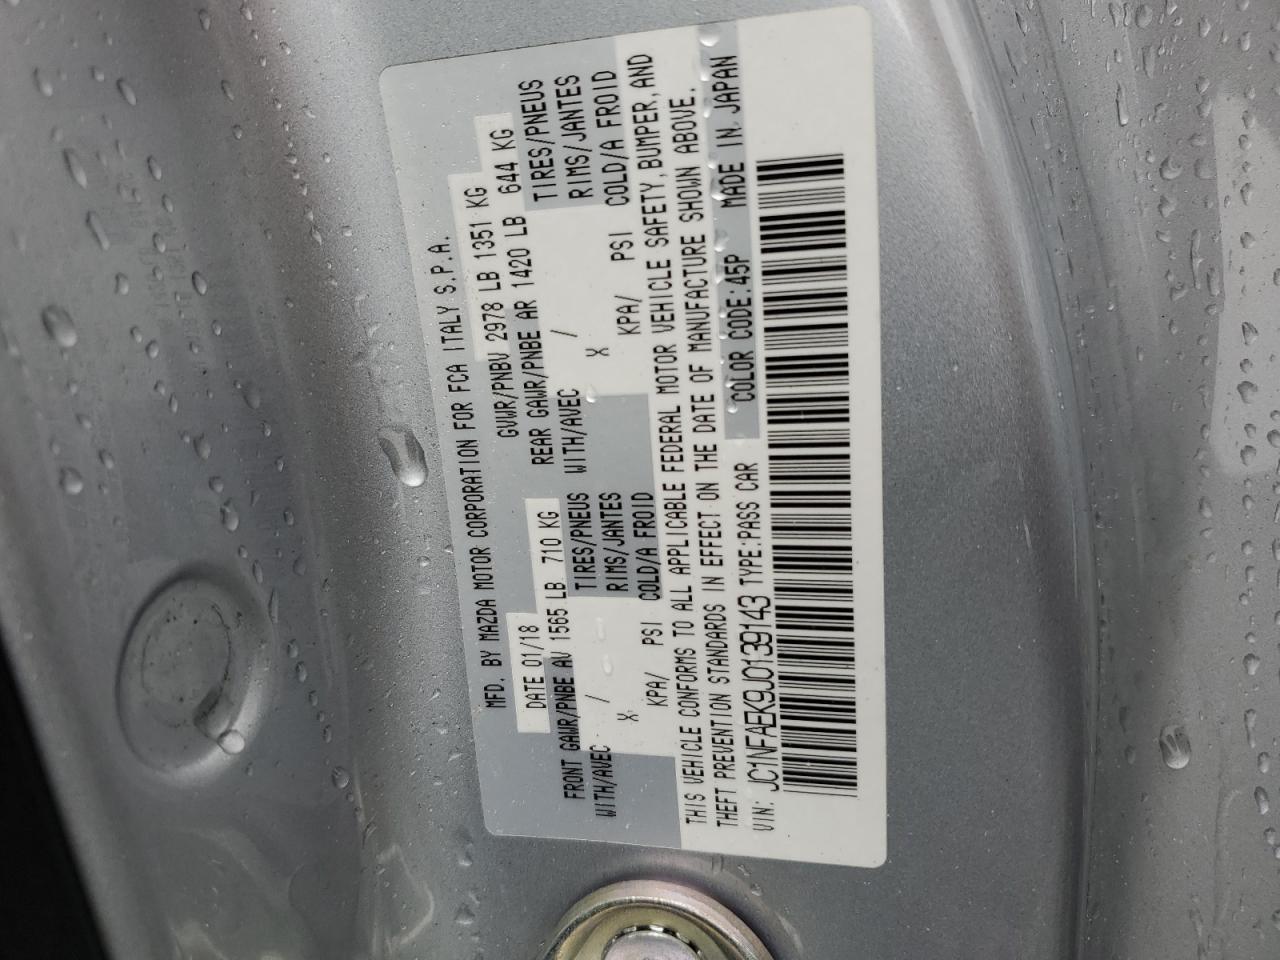 MFD. BY MAZDA MOTOR CORPORATION FOR FCA ITALY S.P.A.
DATE 01/18 GVWR/PNBV 2978 LB 1351 KG
FRONT GAWR/PNBE AV 1565 LB 710 KG REAR GAWR/PNBE AR 1420 LB 644 KG
WITH/AVEC / TIRES/PNEUS WITH/AVEC / TIRES/PNEUS
X RIMS/JANTES X RIMS/JANTES
KPA/ PSI COLD/A FROID KPA/ PSI COLD/A FROID
THIS VEHICLE CONFORMS TO ALL APPLICABLE FEDERAL MOTOR VEHICLE SAFETY, BUMPER, AND
THEFT PREVENTION STANDARDS IN EFFECT ON THE DATE OF MANUFACTURE SHOWN ABOVE.
VIN: JC1NFAEK9J0139143 TYPE:PASS CAR COLOR CODE:45P MADE IN JAPAN